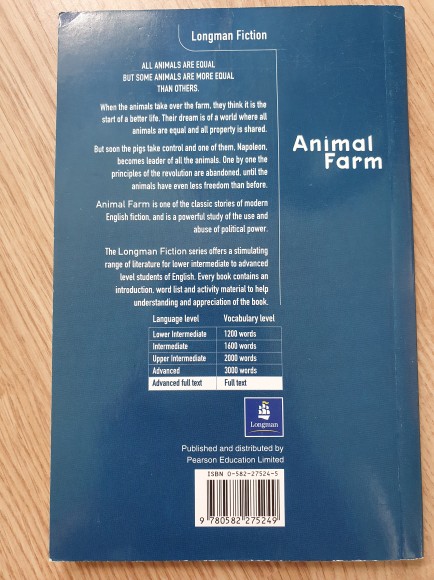 Longman Fiction
ALL ANIMALS ARE EQUAL
BUT SOME ANIMALS ARE MORE EQUAL
THAN OTHERS.
When the animals take over the farm, they think it is the
start of a better life. Their dream is of a world where all
animals are equal and all property is shared.
But soon the pigs take control and one of them, Napoleon,
becomes leader of all the animals. One by one the
principles of the revolution are abandoned, until the
animals have even less freedom than before.
Animal Farm is one of the classic stories of modern
English fiction, and is a powerful study of the use and
abuse of political power.
The Longman Fiction series offers a stimulating
range of literature for lower intermediate to advanced
level students of English. Every book contains an
introduction, word list and activity material to help
understanding and appreciation of the book.
Language level Vocabulary level
Lower Intermediate 1200 words
Intermediate 1600 words
Upper Intermediate 2000 words
Advanced 3000 words
Advanced full text Full text
Longman
Published and distributed by
Pearson Education Limited
ISBN 0-582-27524-5
9 780582 275249
Animal
Farm